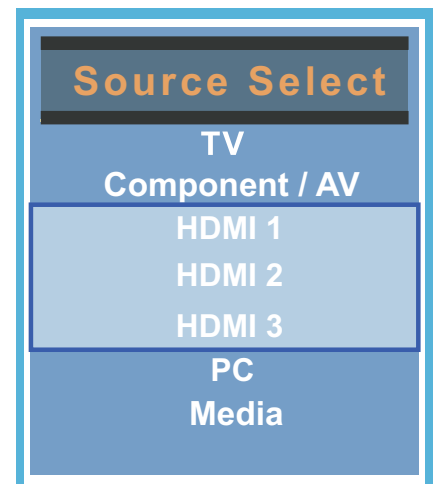 Source Select
TV
Component / AV
HDMI 1
HDMI 2
HDMI 3
PC
Media